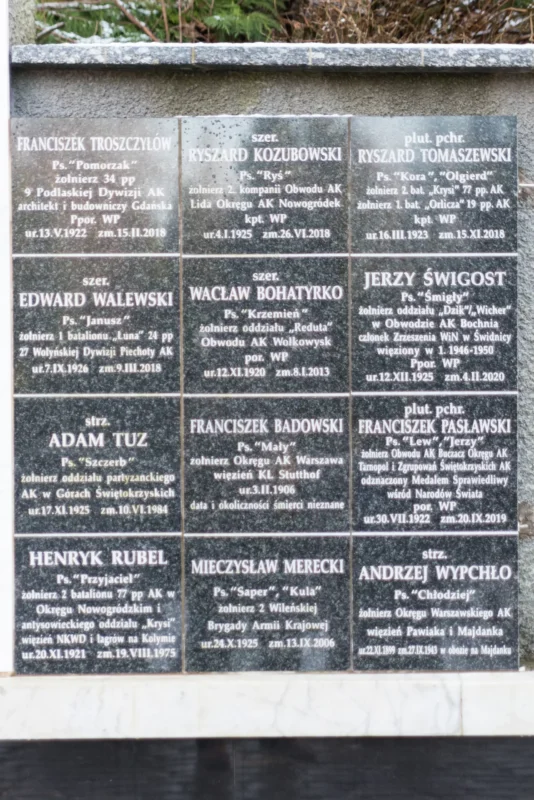 FRANCISZEK TROSZCZYŁOW
Ps. "Pomorzak"
żołnierz 34 pp
9 Podlaskiej Dywizji AK
architekt i budowniczy Gdańska
Ppor. WP
ur.13.V.1922 zm.15.II.2018
szer.
RYSZARD KOZUBOWSKI
Ps. "Ryś"
żołnierz 2. kompanii Obwodu AK
Lida Okręgu AK Nowogródek
kpt. WP
ur.4.I.1925 zm.26.VI.2018
plut. pchr.
RYSZARD TOMASZEWSKI
Ps. "Kora", "Olgierd"
żołnierz 2. bat. „Krysi" 77 pp. AK
żołnierz 1. bat. „Orlicza" 19 pp. AK
kpt. WP
ur.16.III.1923 zm.15.XI.2018
szer.
EDWARD WALEWSKI
Ps. "Janusz"
żołnierz 1 batalionu „Luna" 24 pp
27 Wołyńskiej Dywizji Piechoty AK
ur.7.IX.1926 zm.9.III.2018
szer.
WACŁAW BOHATYRKO
Ps. "Krzemień"
żołnierz oddziału „Reduta"
Obwodu AK Wołkowysk
por. WP
ur.12.XI.1920 zm.8.I.2013
JERZY ŚWIGOST
Ps. "Śmigły"
żołnierz oddziału „Dzik"/„Wicher"
w Obwodzie AK Bochnia
członek Zrzeszenia WiN w Świdnicy
więziony w l. 1946-1950
Ppor. WP
ur.12.XII.1925 zm.4.II.2020
strz.
ADAM TUZ
Ps. "Szczerb"
żołnierz oddziału partyzanckiego
AK w Górach Świętokrzyskich
ur.17.XI.1925 zm.10.VI.1984
FRANCISZEK BADOWSKI
Ps. "Mały"
żołnierz Okręgu AK Warszawa
więzień KL Stutthof
ur.3.II.1906
data i okoliczności śmierci nieznane
plut. pchr.
FRANCISZEK PASŁAWSKI
Ps. "Lew", "Jerzy"
żołnierz Obwodu AK Buczacz Okręgu AK
Tarnopol i Zgrupowań Świętokrzyskich AK
odznaczony Medalem Sprawiedliwy
wśród Narodów Świata
por. WP
ur.30.VII.1922 zm.20.IX.2019
HENRYK RUBEL
Ps. "Przyjaciel"
żołnierz 2 batalionu 77 pp AK w
Okręgu Nowogródzkim i
antysowieckiego oddziału „Krysi"
więzień NKWD i łagrów na Kołymie
ur.20.XI.1921 zm.19.VIII.1975
MIECZYSŁAW MERECKI
Ps. "Saper", "Kula"
żołnierz 2 Wileńskiej
Brygady Armii Krajowej
ur.24.X.1925 zm.13.IX.2006
strz.
ANDRZEJ WYPCHŁO
Ps. "Chłodziej"
żołnierz Okręgu Warszawskiego AK
więzień Pawiaka i Majdanka
ur.22.XI.1899 zm.27.IX.1943 w obozie na Majdanku